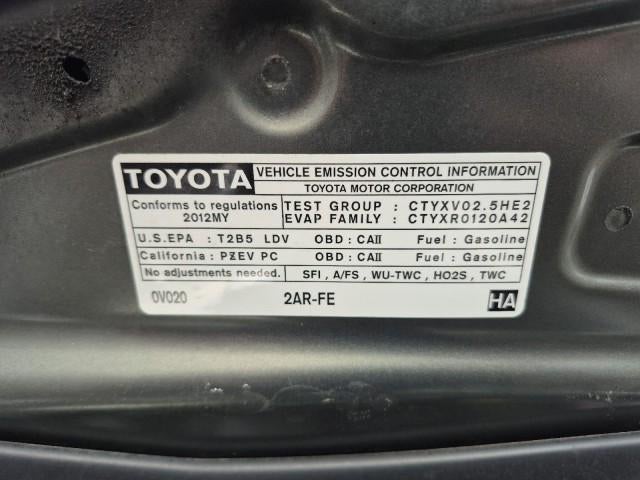 TOYOTA VEHICLE EMISSION CONTROL INFORMATION
TOYOTA MOTOR CORPORATION
Conforms to regulations
2012MY
TEST GROUP : CTYXV02.5HE2
EVAP FAMILY : CTYXR0120A42
U.S.EPA : T2B5 LDV OBD : CAII Fuel : Gasoline
California : PZEV PC OBD : CAII Fuel : Gasoline
No adjustments needed. SFI , A/FS , WU-TWC , HO2S , TWC
0V020 2AR-FE HA